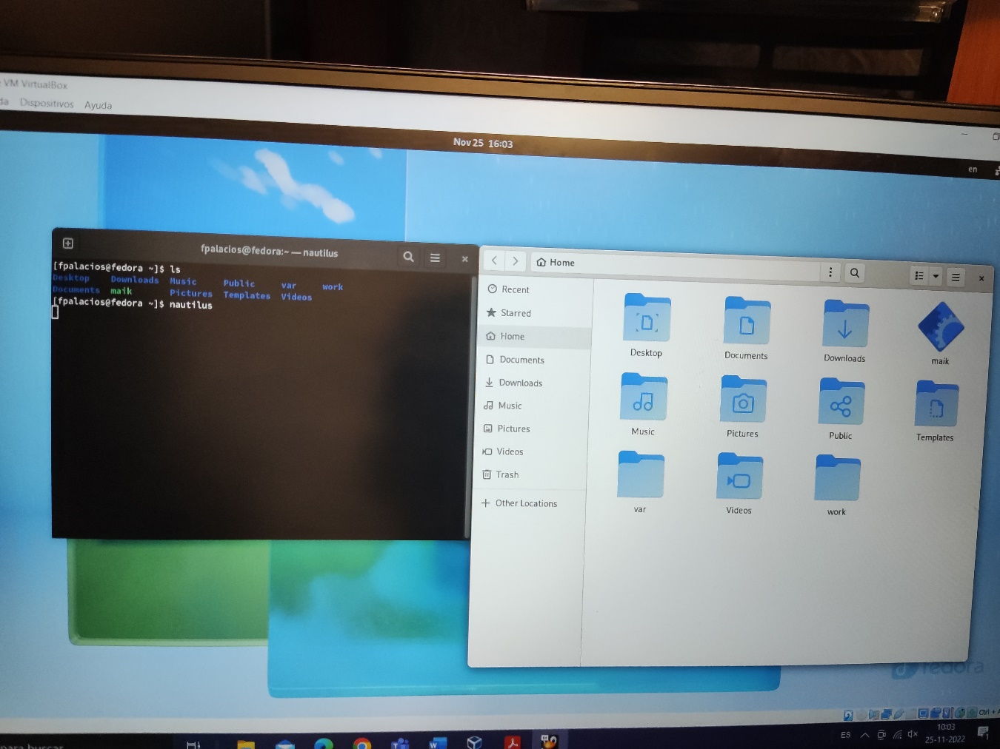 VM VirtualBox
Dispositivos Ayuda
Nov 25 16:03
en
fpalacios@fedora:~ — nautilus
[fpalacios@fedora ~]$ ls
Desktop Downloads Music Public var work
Documents maik Pictures Templates Videos
[fpalacios@fedora ~]$ nautilus
Home
Recent
Starred
Home
Documents
Downloads
Music
Pictures
Videos
Trash
Other Locations
Desktop Documents Downloads maik
Music Pictures Public Templates
var Videos work
fedora
Ctrl +
para buscar
ES
10:03
25-11-2022